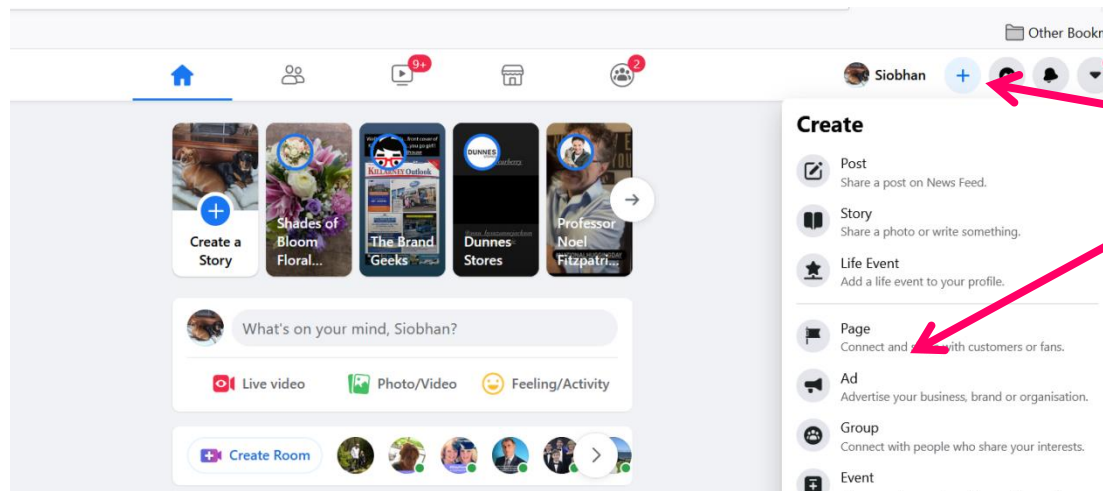 Other Bookm
9+
2
Siobhan
Create
Post
Share a post on News Feed.
Story
Share a photo or write something.
Life Event
Add a life event to your profile.
Page
Connect and with customers or fans.
Ad
Advertise your business, brand or organisation.
Group
Connect with people who share your interests.
Event
Create a
Story
Shades of
Bloom
Floral...
KILLARNEY Outlook
The Brand
Geeks
DUNNES
Dunnes
Stores
Professor
Noel
Fitzpatri...
What's on your mind, Siobhan?
Live video
Photo/Video
Feeling/Activity
Create Room